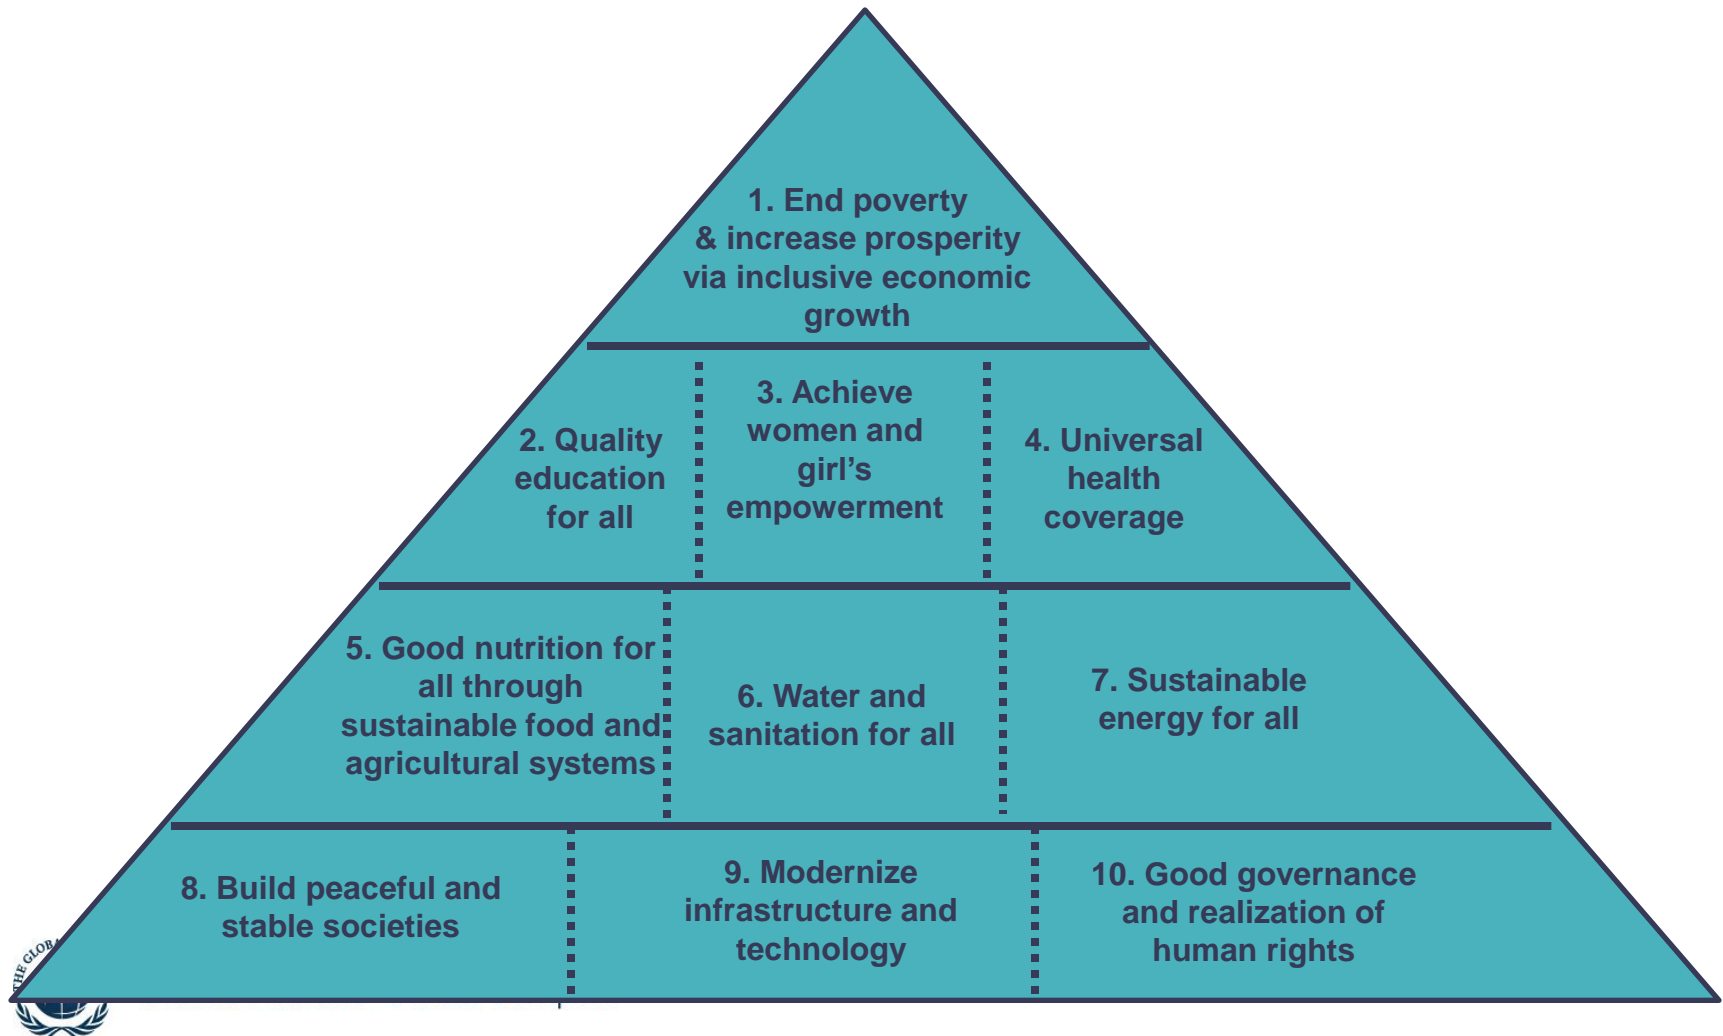 1. End poverty
& increase prosperity
via inclusive economic
growth
2. Quality
education
for all
3. Achieve
women and
girl’s
empowerment
4. Universal
health
coverage
5. Good nutrition for
all through
sustainable food and
agricultural systems
6. Water and
sanitation for all
7. Sustainable
energy for all
8. Build peaceful and
stable societies
9. Modernize
infrastructure and
technology
10. Good governance
and realization of
human rights
THE